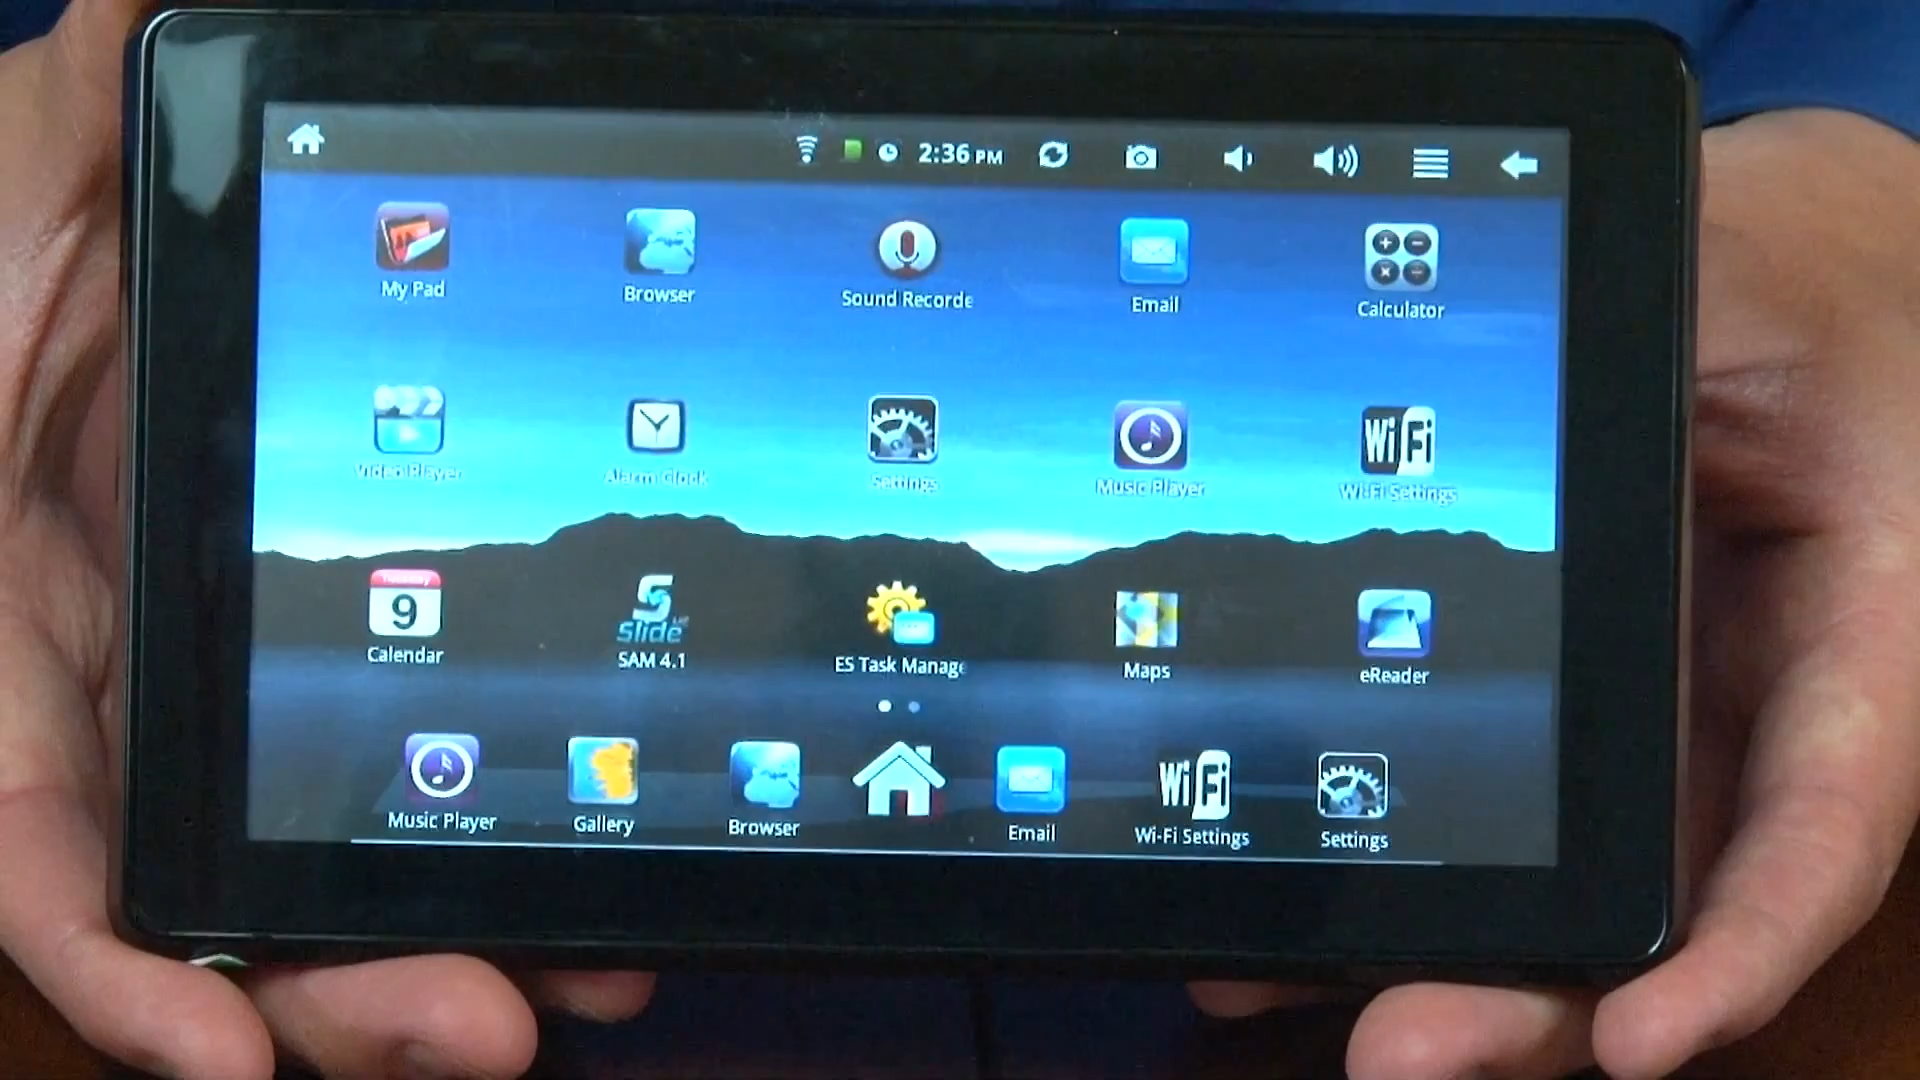 2:36 PM
My Pad
Browser
Sound Recorde
Email
Calculator
Video Player
Alarm Clock
Settings
Music Player
Wi-Fi Settings
WiFi
9
Calendar
Slide
SAM 4.1
ES Task Manage
Maps
eReader
Music Player
Gallery
Browser
Email
WiFi
Wi-Fi Settings
Settings